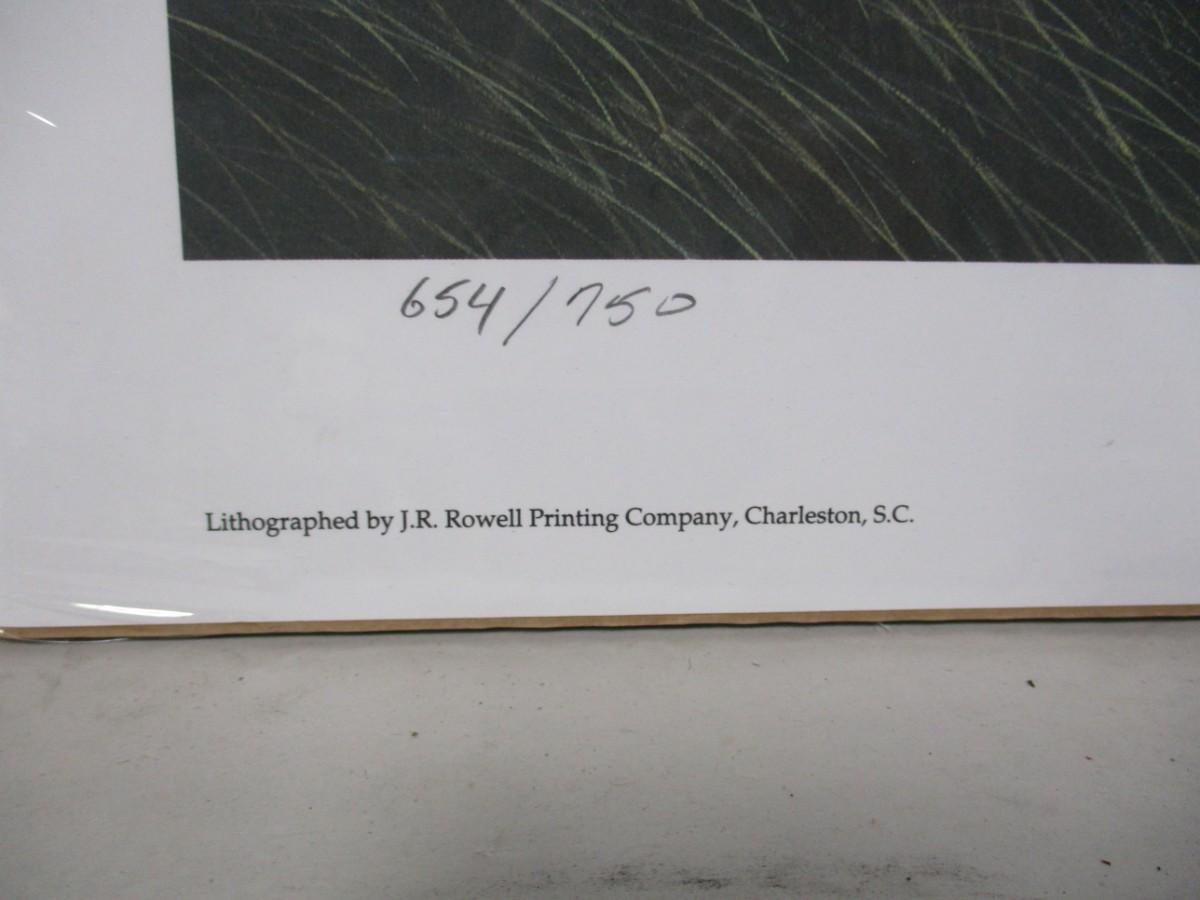 654/750
Lithographed by J.R. Rowell Printing Company, Charleston, S.C.